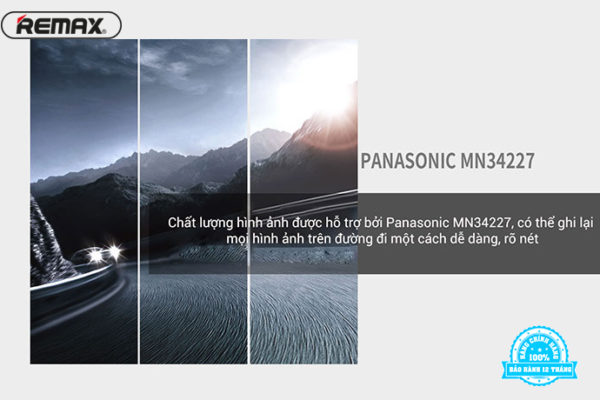 REMAX
PANASONIC MN34227
Chất lượng hình ảnh được hỗ trợ bởi Panasonic MN34227, có thể ghi lại
mọi hình ảnh trên đường đi một cách dễ dàng, rõ nét
HÀNG CHÍNH HÃNG
100%
BẢO HÀNH 12 THÁNG